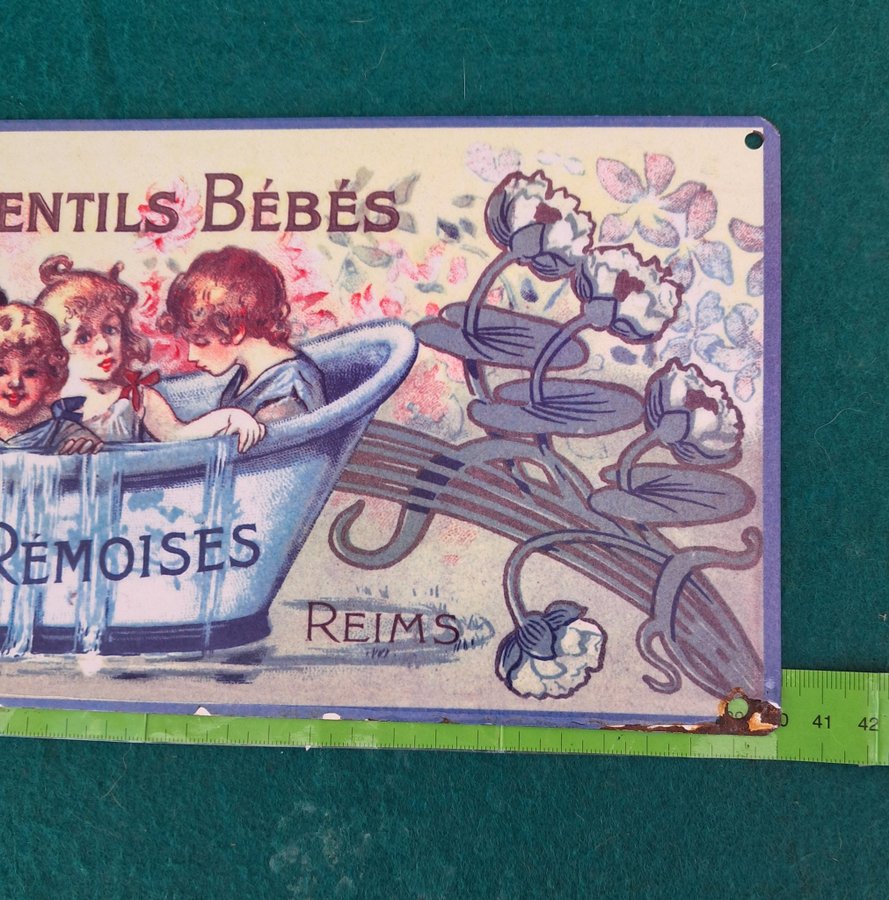 ENTILS BÉBÉS
RÉMOISES
REIMS
41 42